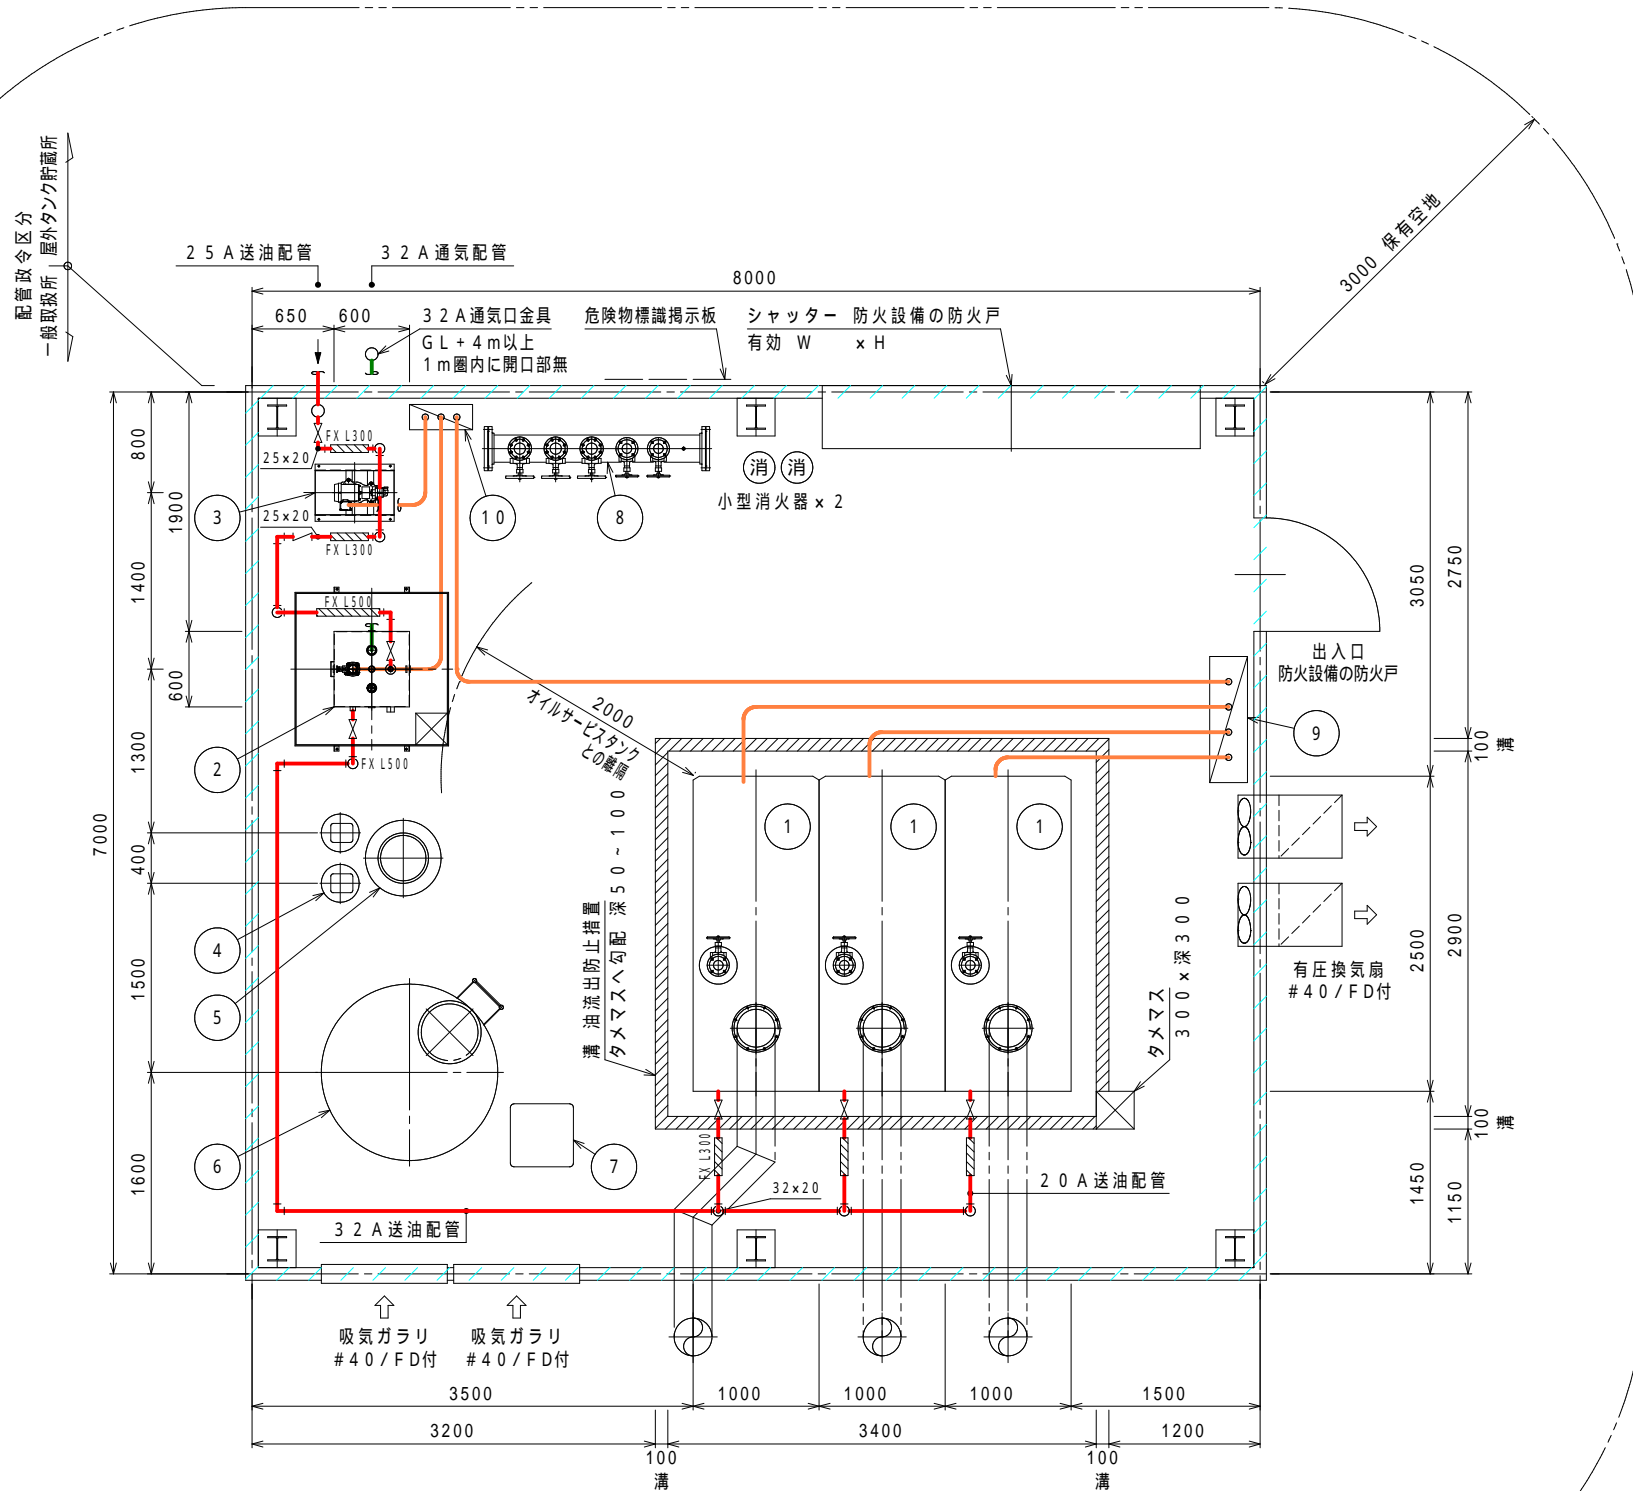 配管政令区分
一般取扱所
屋外タンク貯蔵所
25A送油配管
32A通気配管
8000
3000 保有空地
650
600
32A通気口金具
GL+4m以上
1m圏内に開口部無
危険物標識掲示板
シャッター 防火設備の防火戸
有効 W ×H
FX L300
25×20
3
25×20
FX L300
10
8
消
消
小型消火器×2
800
1900
1400
600
1300
7000
400
1500
1600
FX L500
2
FX L500
2000
オイルサービスタンク
との離隔
出入口
防火設備の防火戸
9
3050
2750
100
溝
1
1
1
4
5
6
7
溝 油流出防止措置
タメマスへ勾配 深50~100
タメマス
300×深300
有圧換気扇
#40/FD付
2500
2900
100
溝
1450
1150
FX L300
32×20
20A送油配管
32A送油配管
吸気ガラリ
#40/FD付
吸気ガラリ
#40/FD付
3500
1000
1000
1000
1500
3200
3400
1200
100
溝
100
溝